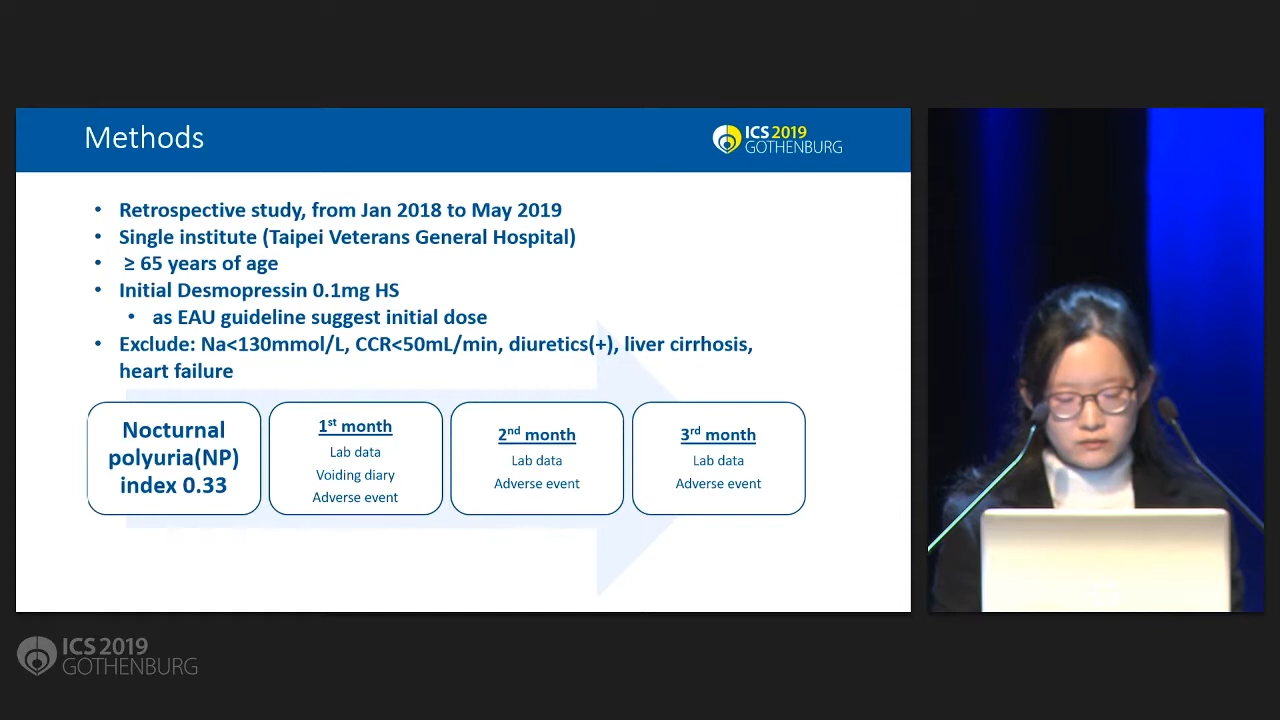 Methods
ICS 2019
GOTHENBURG
• Retrospective study, from Jan 2018 to May 2019
• Single institute (Taipei Veterans General Hospital)
• ≥ 65 years of age
• Initial Desmopressin 0.1mg HS
• as EAU guideline suggest initial dose
• Exclude: Na<130mmol/L, CCR<50mL/min, diuretics(+), liver cirrhosis,
heart failure
Nocturnal
polyuria(NP)
index 0.33
1st month
Lab data
Voiding diary
Adverse event
2nd month
Lab data
Adverse event
3rd month
Lab data
Adverse event
ICS 2019
GOTHENBURG